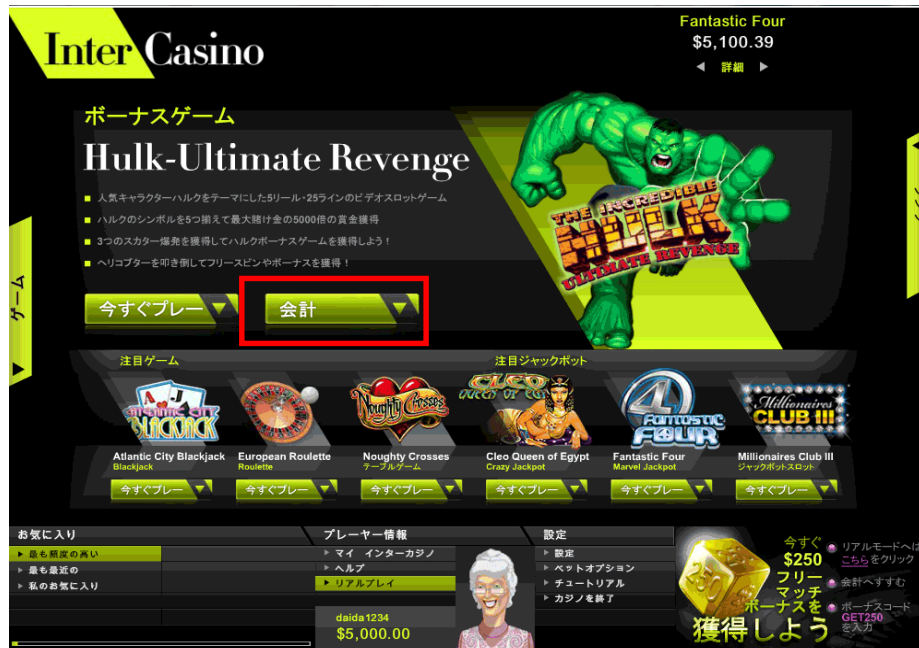 Inter Casino
Fantastic Four
$5,100.39
詳細
ボーナスゲーム
Hulk-Ultimate Revenge
人気キャラクターハルクをテーマにした5リール・25ラインのビデオスロットゲーム
ハルクのシンボルを5つ揃えて最大賭け金の5000倍の賞金獲得
3つのスカター爆発を獲得してハルクボーナスゲームを獲得しよう！
ヘリコプターを叩き倒してフリースピンやボーナスを獲得！
THE INCREDIBLE
HULK
ULTIMATE REVENGE
ゲーム
今すぐプレー
会計
注目ゲーム
注目ジャックポット
A J
ATLANTIC CITY
BLACKJACK
Noughty Crosses
CLEO
QUEEN OF EGYPT
4
FANTASTIC
FOUR
Millionaires
CLUB III
Atlantic City Blackjack
Blackjack
European Roulette
Roulette
Noughty Crosses
テーブルゲーム
Cleo Queen of Egypt
Crazy Jackpot
Fantastic Four
Marvel Jackpot
Millionaires Club III
ジャックポットスロット
今すぐプレー
今すぐプレー
今すぐプレー
今すぐプレー
今すぐプレー
今すぐプレー
お気に入り
最も頻度の高い
最も最近の
私のお気に入り
プレーヤー情報
マイ インターカジノ
ヘルプ
リアルプレイ
daida1234
$5,000.00
設定
設定
ベットオプション
チュートリアル
カジノを終了
250
今すぐ
$250
フリー
マッチ
ボーナスを
獲得しよう
リアルモードへは
こちらをクリック
会計へすすむ
ボーナスコード
GET250
を入力